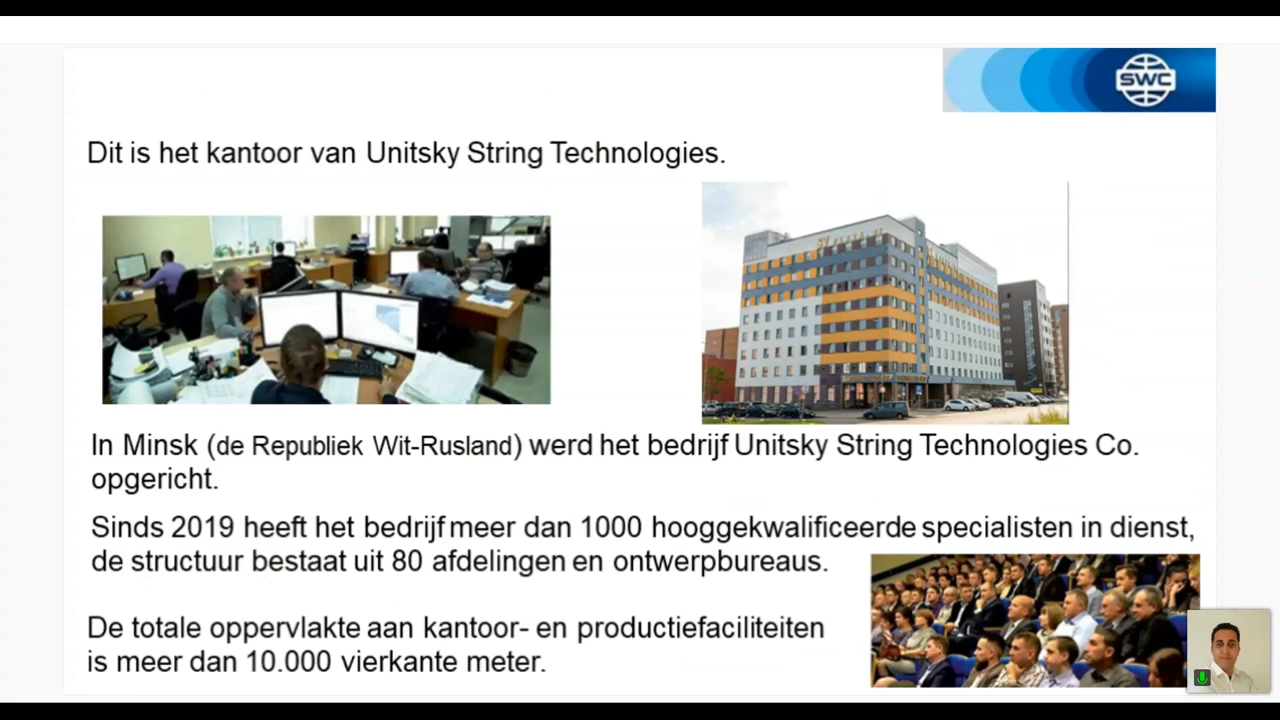 SWC
Dit is het kantoor van Unitsky String Technologies.
In Minsk (de Republiek Wit-Rusland) werd het bedrijf Unitsky String Technologies Co.
opgericht.
Sinds 2019 heeft het bedrijf meer dan 1000 hooggekwalificeerde specialisten in dienst,
de structuur bestaat uit 80 afdelingen en ontwerpbureaus.
De totale oppervlakte aan kantoor- en productiefaciliteiten
is meer dan 10.000 vierkante meter.